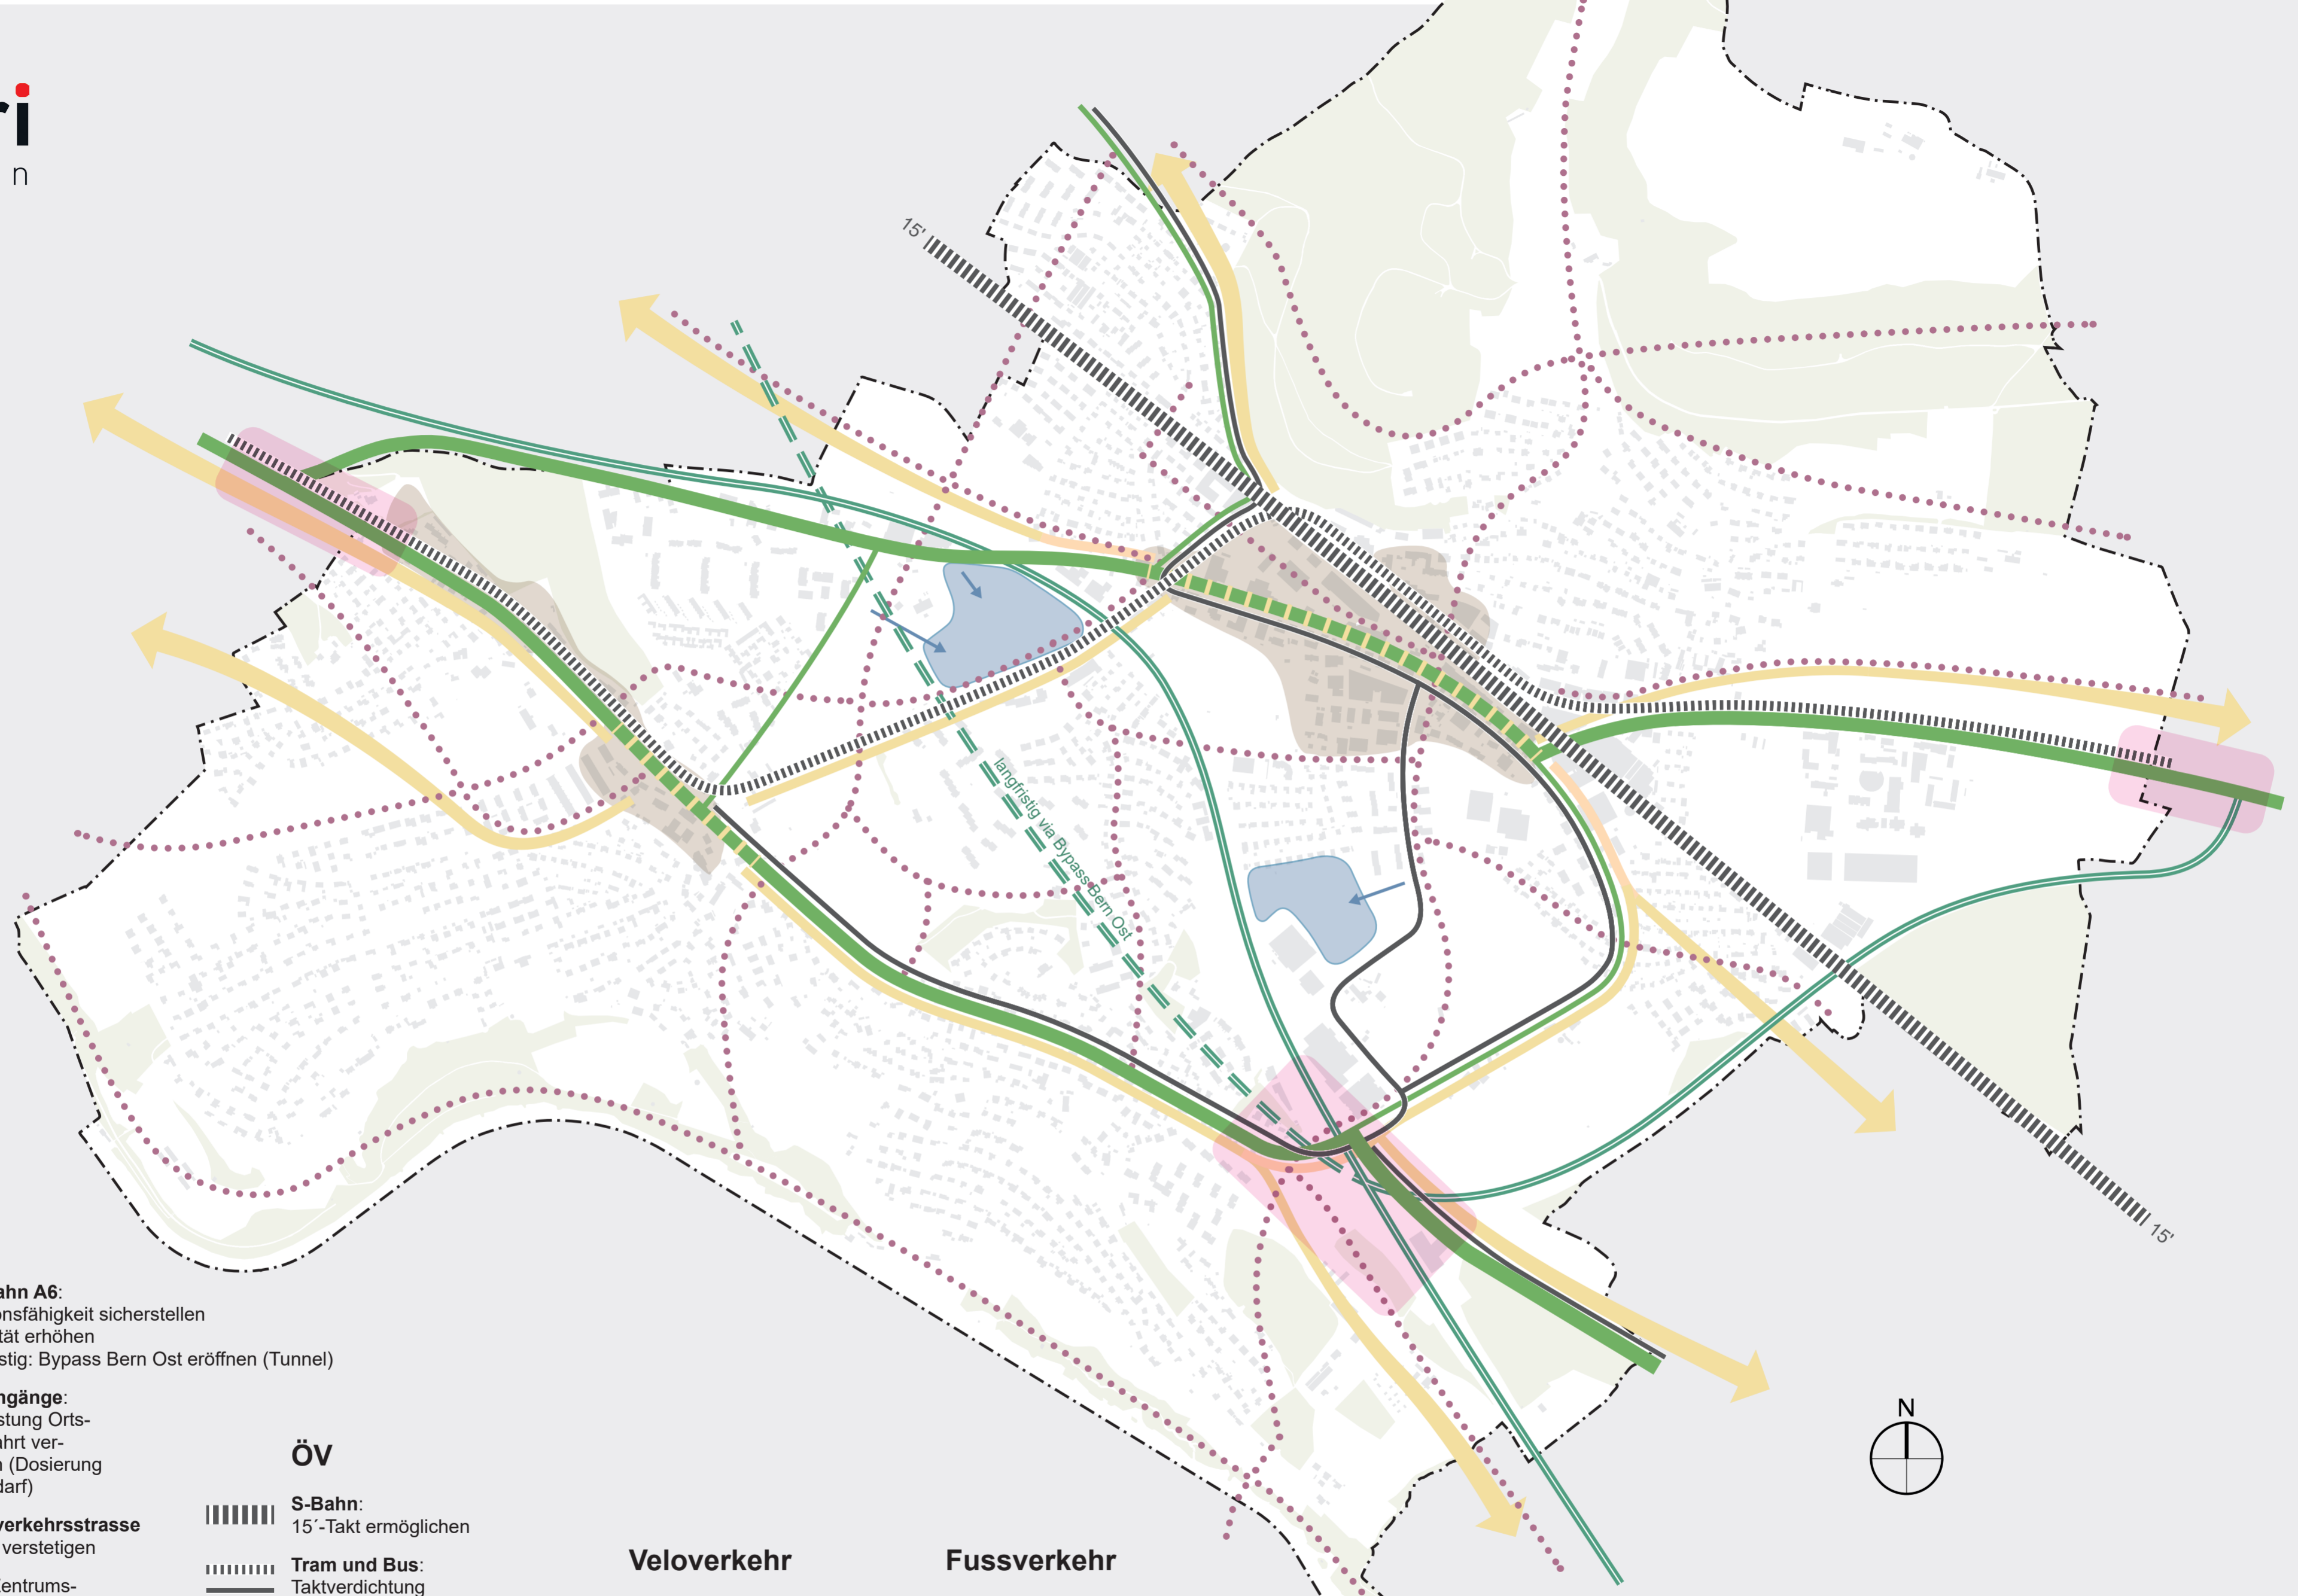 ri
n
15'
langfristig via Bypass Bern Ost
15'
ahn A6:
onsfähigkeit sicherstellen
tät erhöhen
stig: Bypass Bern Ost eröffnen (Tunnel)
ngänge:
stung Orts-
ahrt ver-
n (Dosierung
darf)
verkehrsstrasse
verstetigen
Zentrums-
ÖV
S-Bahn:
15´-Takt ermöglichen
Tram und Bus:
Taktverdichtung
Veloverkehr
Fussverkehr
N